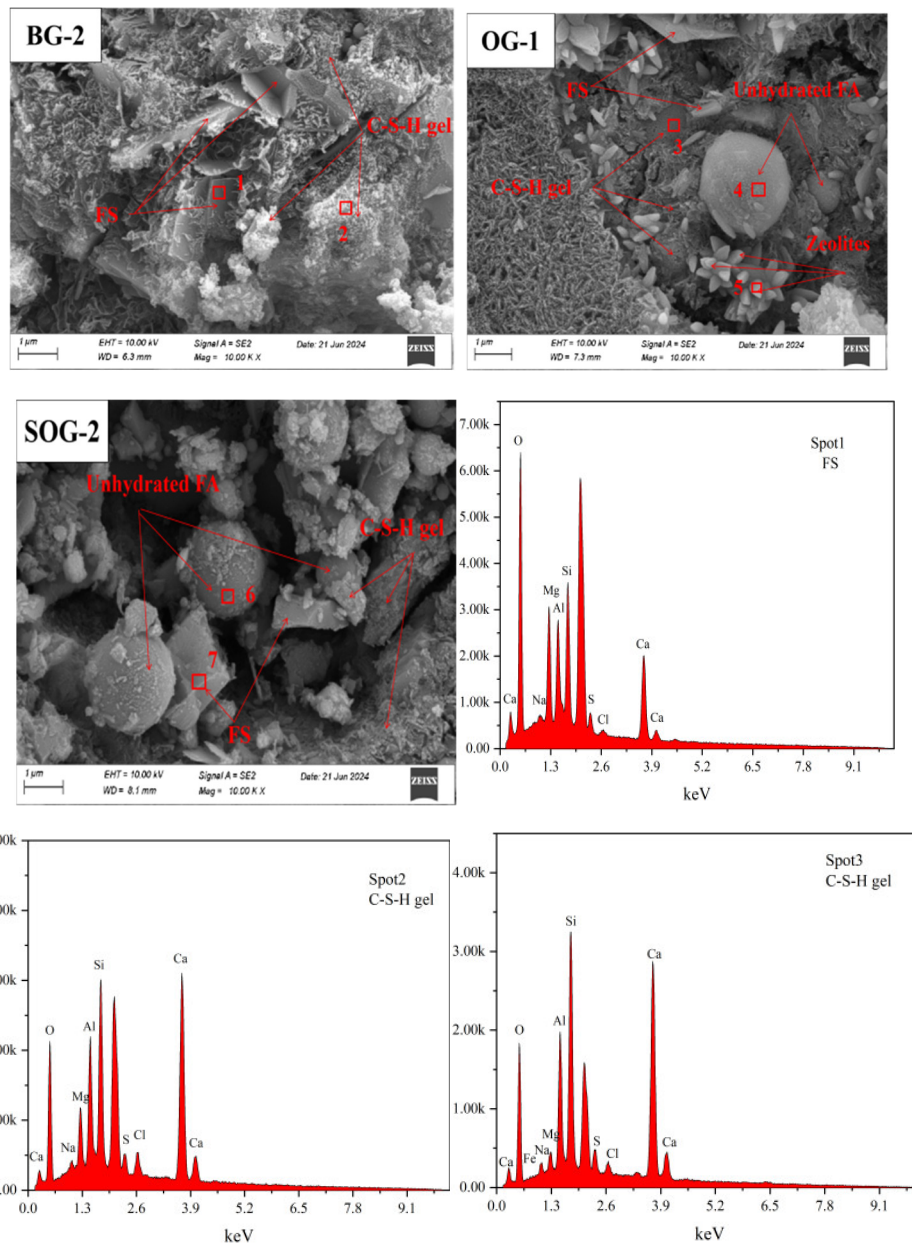 BG-2
C-S-H gel
1
FS
2
1 μm
EHT = 10.00 kV
Signal A = SE2
Date: 21 Jun 2024
WD = 6.3 mm
Mag = 10.00 K X
ZEISS
OG-1
FS
Unhydrated FA
3
C-S-H gel
4
Zeolites
5
1 μm
EHT = 10.00 kV
Signal A = SE2
Date: 21 Jun 2024
WD = 7.3 mm
Mag = 10.00 K X
ZEISS
SOG-2
Unhydrated FA
C-S-H gel
6
7
FS
1 μm
EHT = 10.00 kV
Signal A = SE2
Date: 21 Jun 2024
WD = 8.1 mm
Mag = 10.00 K X
ZEISS
Spot1
FS
7.00k
6.00k
5.00k
4.00k
3.00k
2.00k
1.00k
0.00
O
Mg
Al
Si
Ca
Na
S
Cl
Ca
Ca
0.0 1.3 2.6 3.9 5.2 6.5 7.8 9.1
keV
Spot2
C-S-H gel
00k
00k
00k
00k
00k
.00
Ca
O
Na
Mg
Al
Si
S
Cl
Ca
Ca
0.0 1.3 2.6 3.9 5.2 6.5 7.8 9.1
keV
Spot3
C-S-H gel
4.00k
3.00k
2.00k
1.00k
0.00
Ca
O
Fe
Na
Mg
Al
Si
S
Cl
Ca
Ca
0.0 1.3 2.6 3.9 5.2 6.5 7.8 9.1
keV